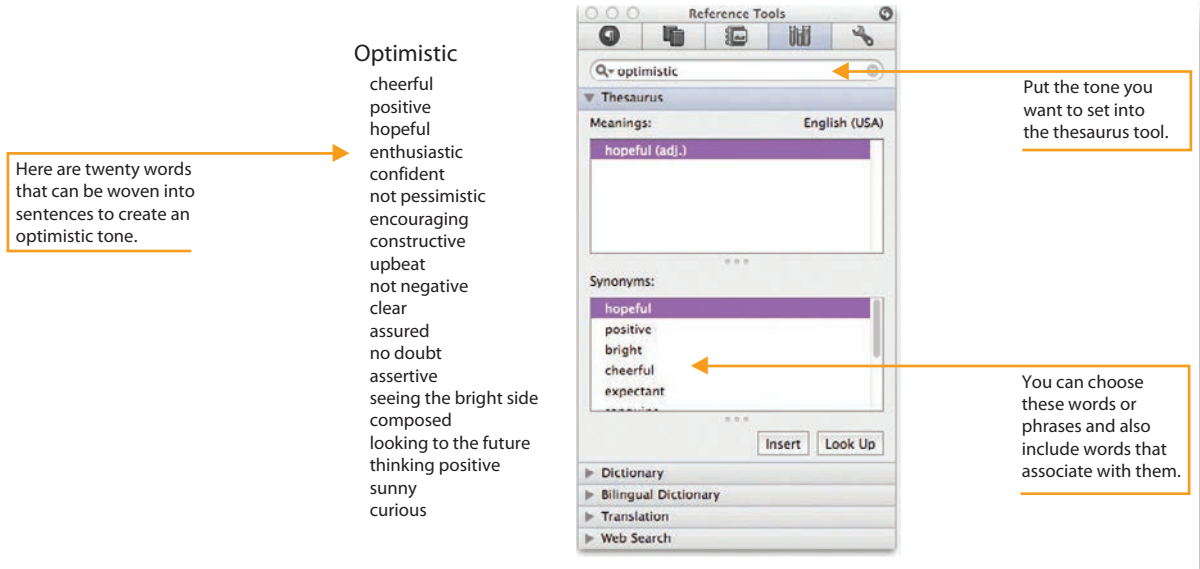 Here are twenty words
that can be woven into
sentences to create an
optimistic tone.
Optimistic
cheerful
positive
hopeful
enthusiastic
confident
not pessimistic
encouraging
constructive
upbeat
not negative
clear
assured
no doubt
assertive
seeing the bright side
composed
looking to the future
thinking positive
sunny
curious
Reference Tools
optimistic
Thesaurus
Meanings: English (USA)
hopeful (adj.)
Synonyms:
hopeful
positive
bright
cheerful
expectant
Insert Look Up
Dictionary
Bilingual Dictionary
Translation
Web Search
Put the tone you
want to set into
the thesaurus tool.
You can choose
these words or
phrases and also
include words that
associate with them.